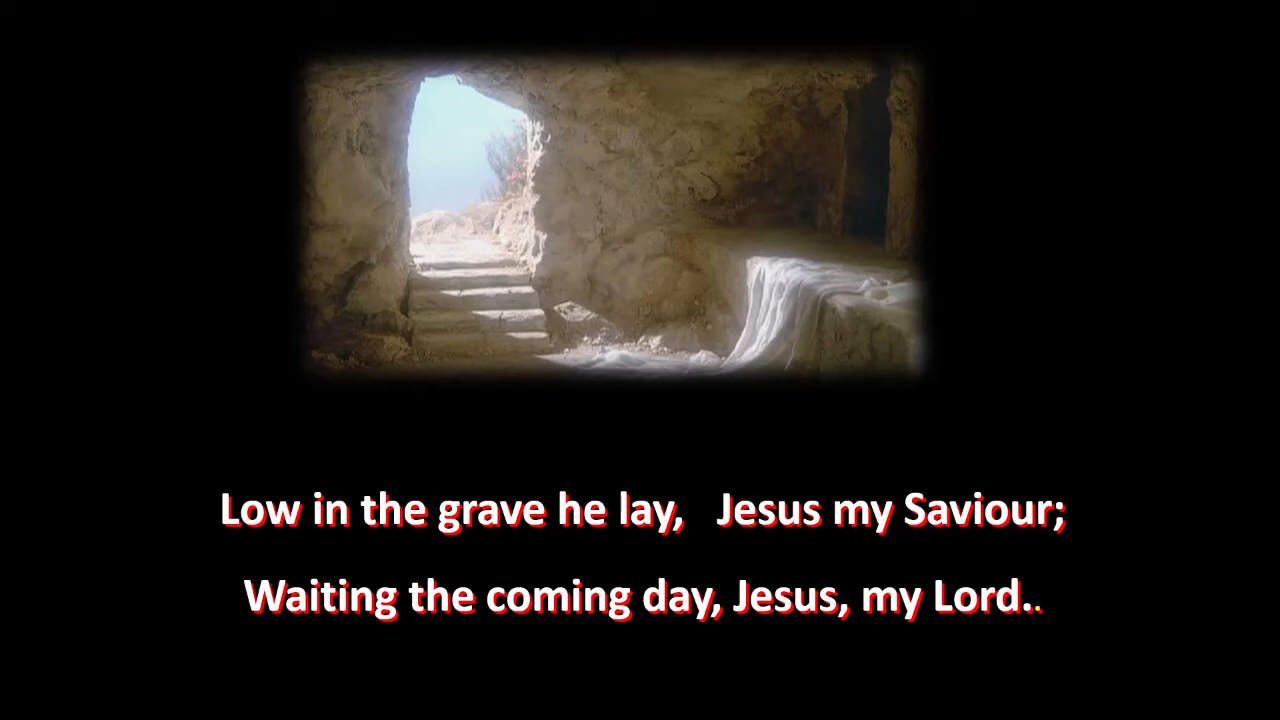 Low in the grave he lay,   Jesus my Saviour;
Waiting the coming day, Jesus, my Lord..